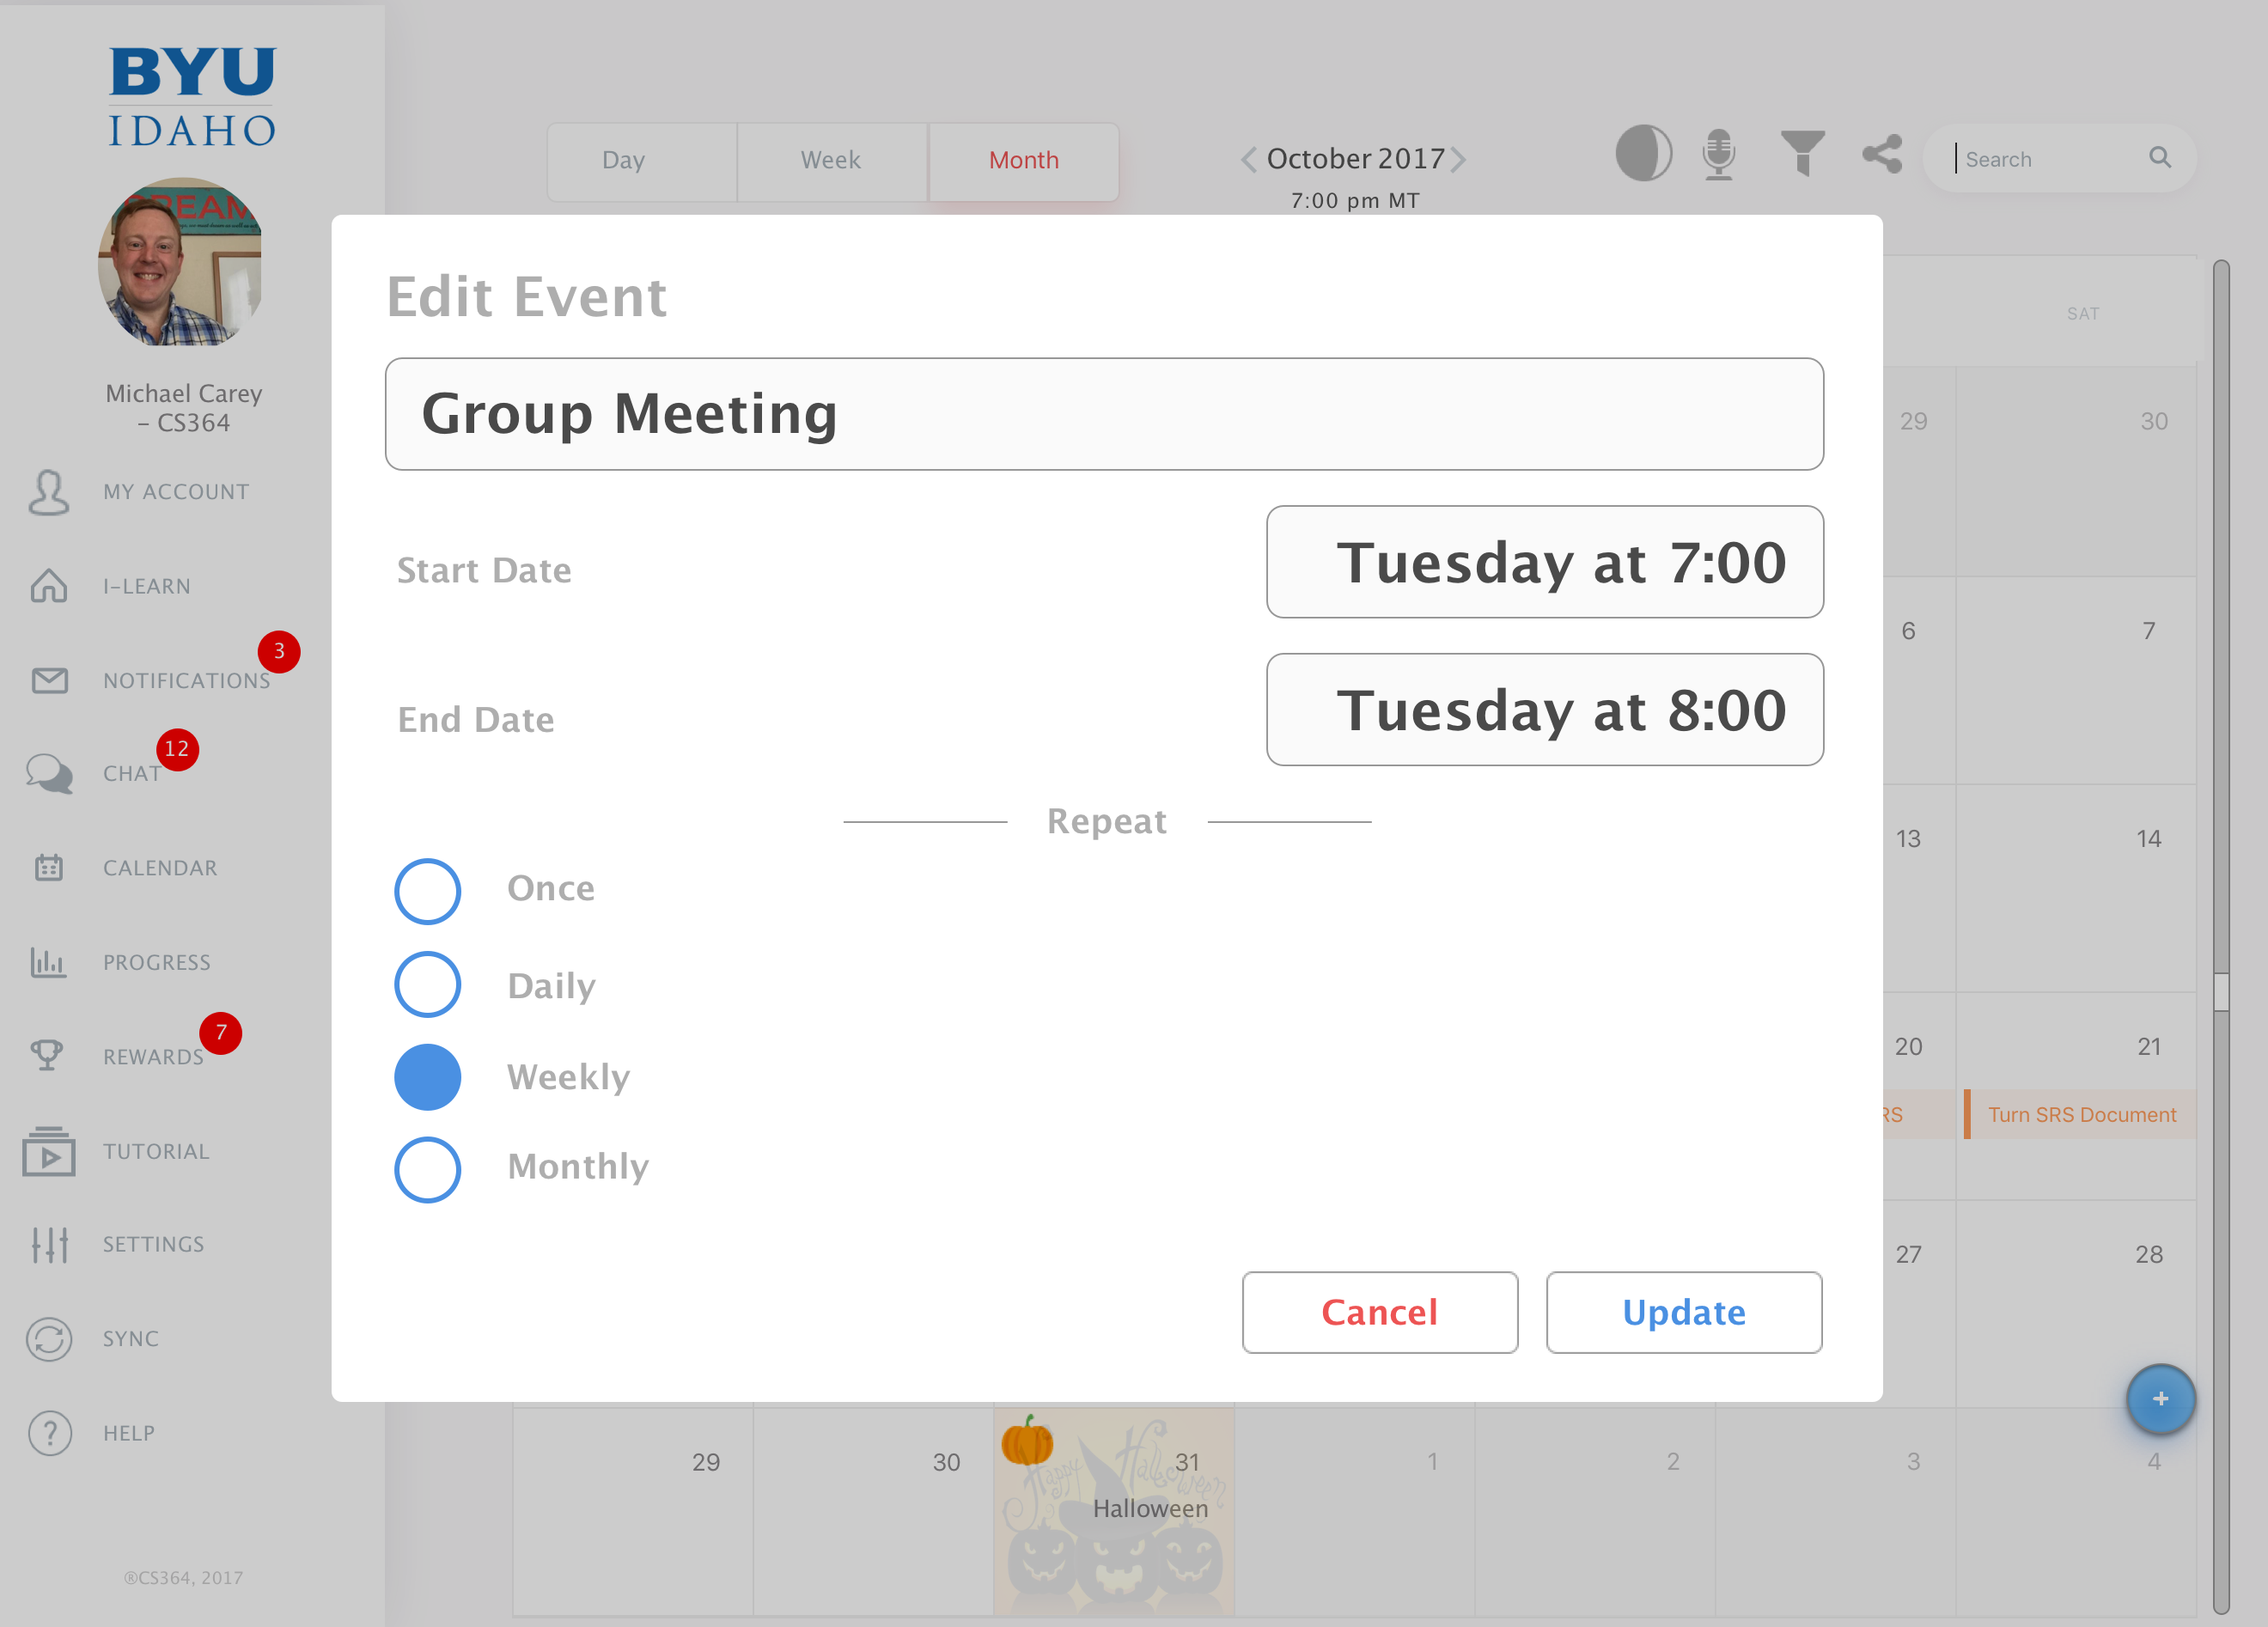 BYU
IDAHO
Michael Carey
– CS364
MY ACCOUNT
I-LEARN
NOTIFICATIONS
3
CHAT
12
CALENDAR
PROGRESS
REWARDS
7
TUTORIAL
SETTINGS
SYNC
HELP
®CS364, 2017
Day
Week
Month
October 2017
7:00 pm MT
Search
Edit Event
Group Meeting
Start Date
Tuesday at 7:00
End Date
Tuesday at 8:00
Repeat
Once
Daily
Weekly
Monthly
Cancel
Update
SAT
29
30
6
7
13
14
20
21
RS
Turn SRS Document
27
28
+
29
30
31
Happy Halloween
Halloween
1
2
3
4